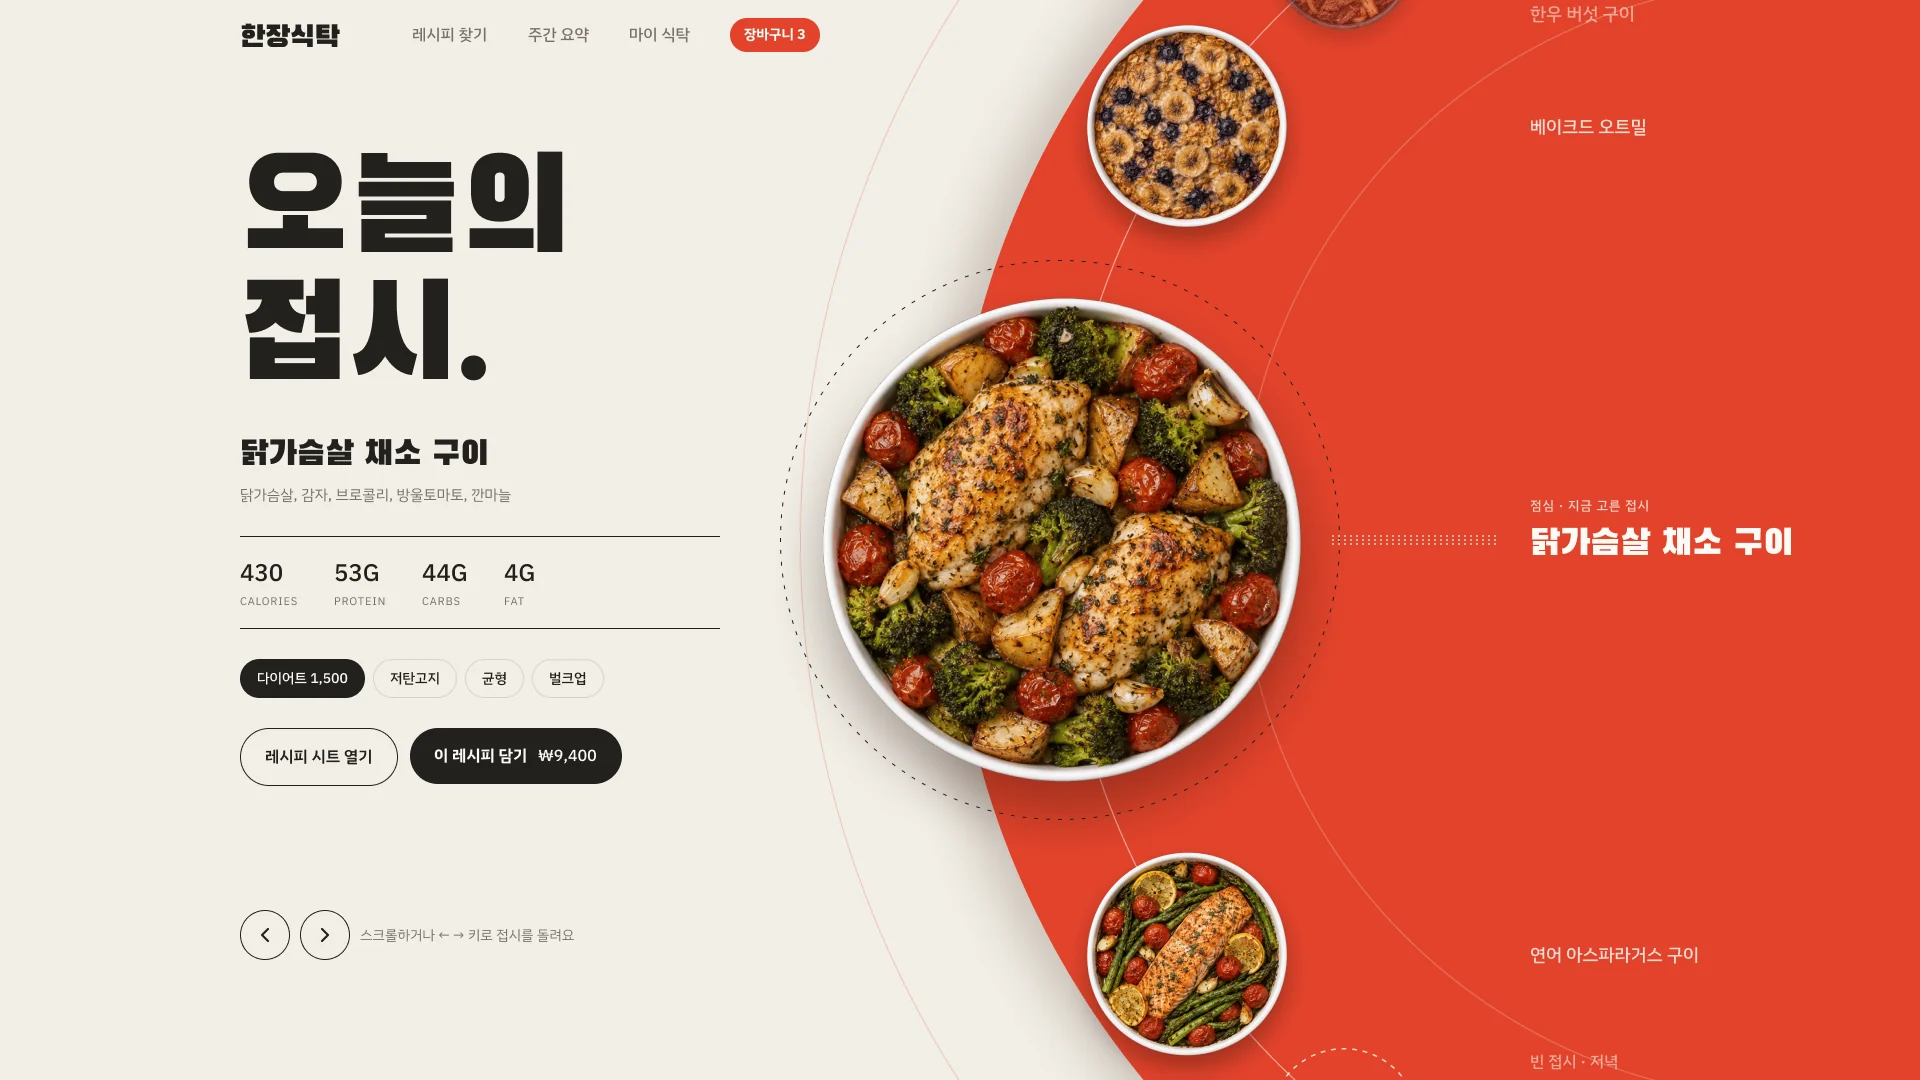 한장식탁
레시피 찾기
주간 요약
마이 식탁
장바구니 3
오늘의
접시.
닭가슴살 채소 구이
닭가슴살, 감자, 브로콜리, 방울토마토, 깐마늘
430
CALORIES
53G
PROTEIN
44G
CARBS
4G
FAT
다이어트 1,500
저탄고지
균형
벌크업
레시피 시트 열기
이 레시피 담기 ₩9,400
스크롤하거나 ← → 키로 접시를 돌려요
한우 버섯 구이
베이크드 오트밀
점심 · 지금 고른 접시
닭가슴살 채소 구이
연어 아스파라거스 구이
빈 접시 · 저녁